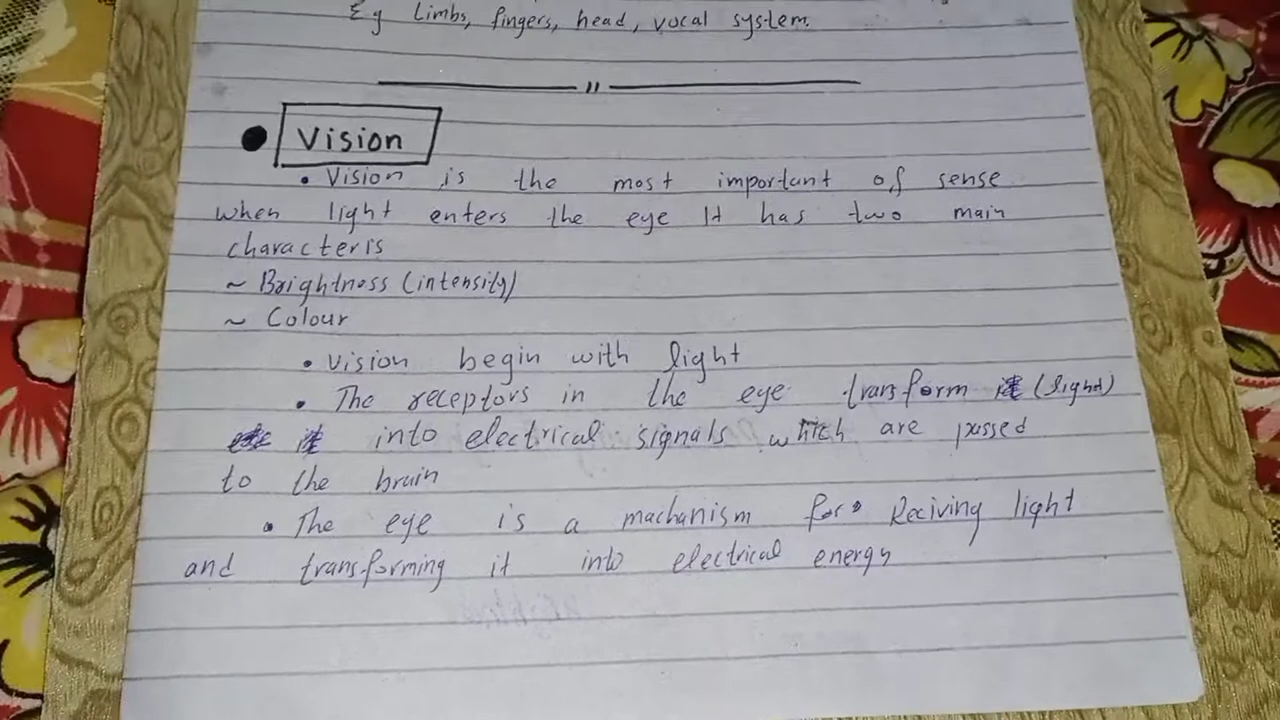 Eg Limbs, fingers, head, vocal system.
Vision
• Vision is the most important of sense
when light enters the eye It has two main
characteris
~ Brightness (intensity)
~ Colour
• Vision begin with light
• The receptors in the eye transform it (light)
into electrical signals which are passed
to the brain
• The eye is a machanism for Reciving light
and transforming it into electrical energy